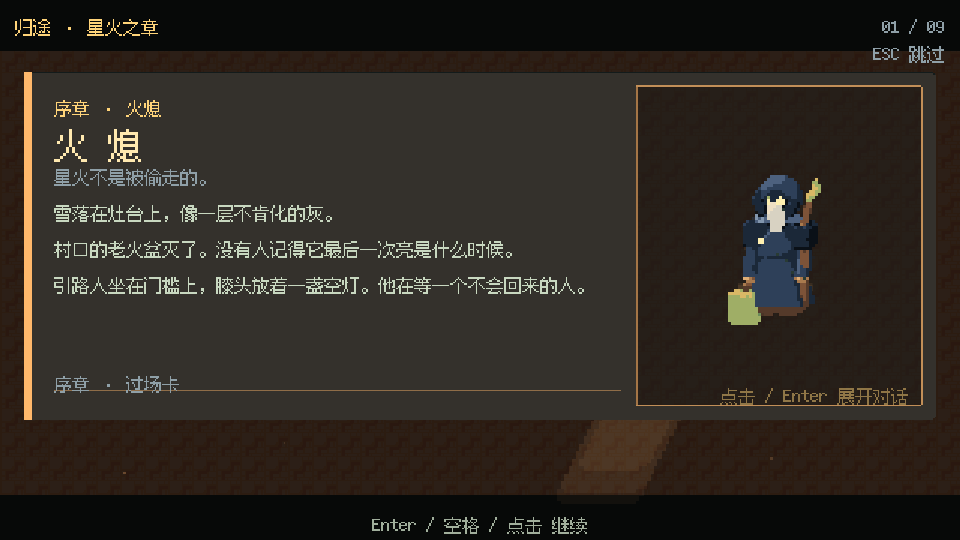 归途 · 星火之章
01 / 09
ESC 跳过
序章 · 火熄
火 熄
星火不是被偷走的。
雪落在灶台上，像一层不肯化的灰。
村口的老火盆灭了。没有人记得它最后一次亮是什么时候。
引路人坐在门槛上，膝头放着一盏空灯。他在等一个不会回来的人。
序章 · 过场卡
点击 / Enter 展开对话
Enter / 空格 / 点击 继续